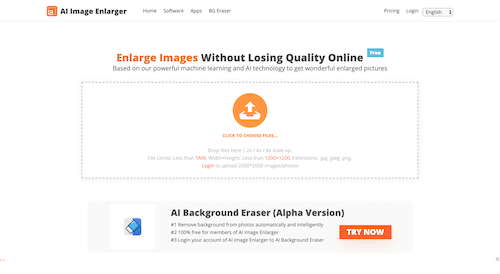 AI Image Enlarger
Home Software Apps BG Eraser
Pricing Login English
Enlarge Images Without Losing Quality Online Free
Based on our powerful machine learning and AI technology to get wonderful enlarged pictures
CLICK TO CHOOSE FILES...
Drop files here | 2x / 4x / 8x scale up.
File Limits: Less than 5MB, Width×Height: Less than 1200×1200, Extensions: .jpg, .jpeg, .png,
Login to upload 2000*2000 images/photos
AI Background Eraser (Alpha Version)
#1 Remove background from photos automatically and intelligently
#2 100% free for members of AI Image Enlarger
#3 Login your account of AI Image Enlarger to AI Background Eraser
TRY NOW